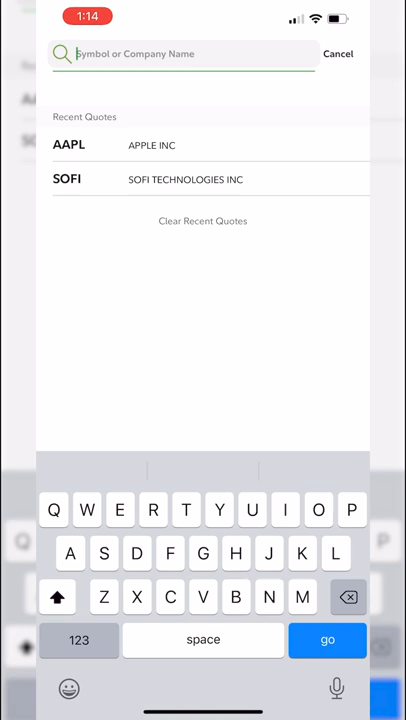 1:14
Symbol or Company Name
Cancel
Recent Quotes
AAPL APPLE INC
SOFI SOFI TECHNOLOGIES INC
Clear Recent Quotes
Q W E R T Y U I O P
A S D F G H J K L
Z X C V B N M
123 space go